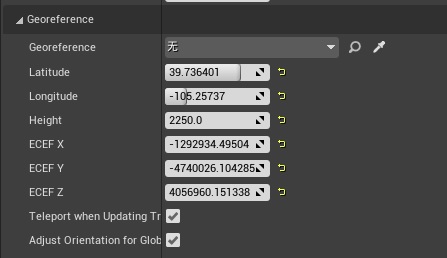 Georeference
Georeference 无
Latitude 39.736401
Longitude -105.25737
Height 2250.0
ECEF X -1292934.49504
ECEF Y -4740026.104285
ECEF Z 4056960.151338
Teleport when Updating Tr
Adjust Orientation for Glob